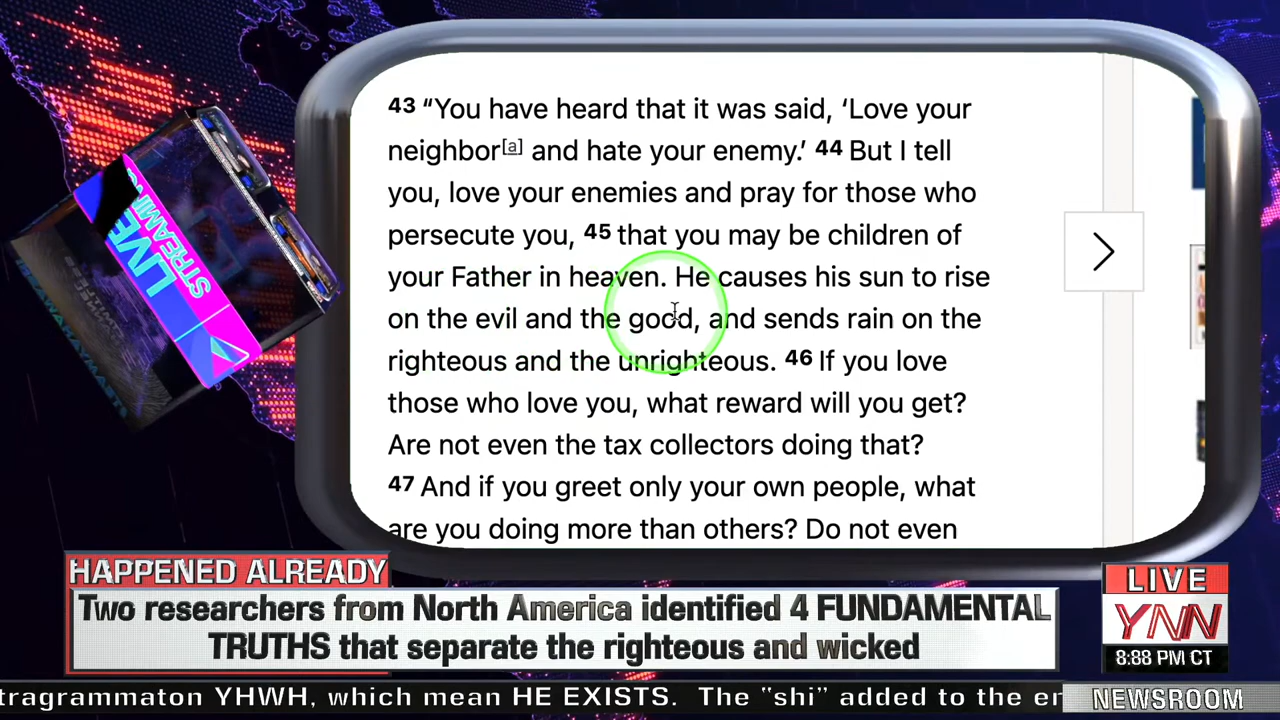 43 “You have heard that it was said, ‘Love your
neighbor[a] and hate your enemy.’ 44 But I tell
you, love your enemies and pray for those who
persecute you, 45 that you may be children of
your Father in heaven. He causes his sun to rise
on the evil and the good, and sends rain on the
righteous and the unrighteous. 46 If you love
those who love you, what reward will you get?
Are not even the tax collectors doing that?
47 And if you greet only your own people, what
are you doing more than others? Do not even
LIVE
STREAMING
HAPPENED ALREADY
Two researchers from North America identified 4 FUNDAMENTAL
TRUTHS that separate the righteous and wicked
LIVE
YNN
8:88 PM CT
tragrammaton YHWH, which mean HE EXISTS. The "shi" added to the er
NEWSROOM